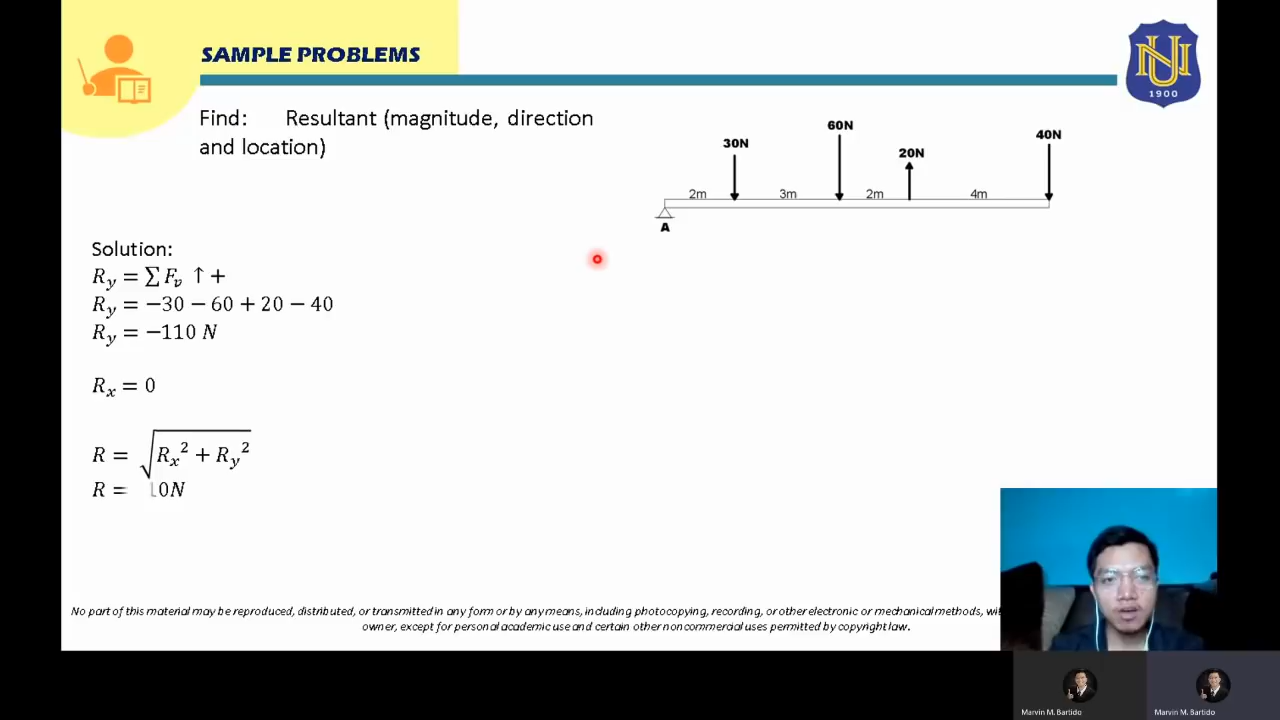 SAMPLE PROBLEMS
NU
1900
Find: Resultant (magnitude, direction
and location)
30N
60N
20N
40N
2m
3m
2m
4m
A
Solution:
R_y = ∑ F_v ↑ +
R_y = −30 − 60 + 20 − 40
R_y = −110 N
R_x = 0
R = √(R_x² + R_y²)
R = 10N
No part of this material may be reproduced, distributed, or transmitted in any form or by any means, including photocopying, recording, or other electronic or mechanical methods,
owner, except for personal academic use and certain other noncommercial uses permitted by copyright law.
Marvin M. Bartido
Marvin M. Bartido